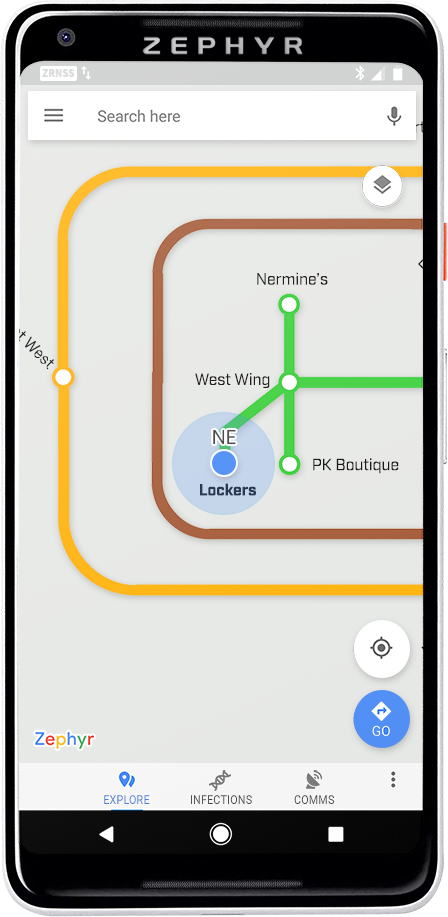 ZEPHYR
ZRNSS
Search here
Nermine's
West Wing
West
NE
Lockers
PK Boutique
GO
Zephyr
EXPLORE
INFECTIONS
COMMS